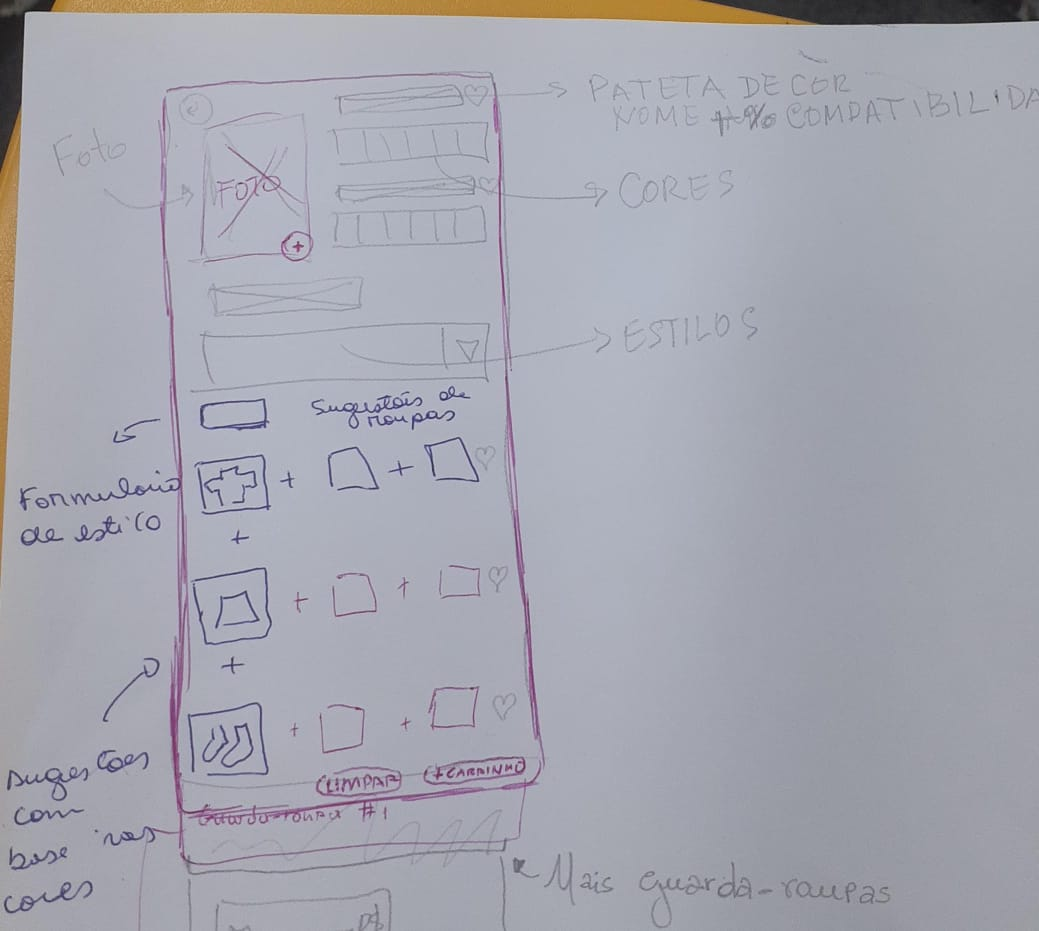 PATETA DE COR
NOME #% COMPATIBILIDA
Foto
FOTO
+
CORES
ESTILOS
Sugestões de
roupas
Formulario
de estilo
+ +
+
+ +
+
+ +
sugestões
com
base nas
cores
LIMPAR
+CARRINHO
Guarda-roupa #1
Mais guarda-roupas